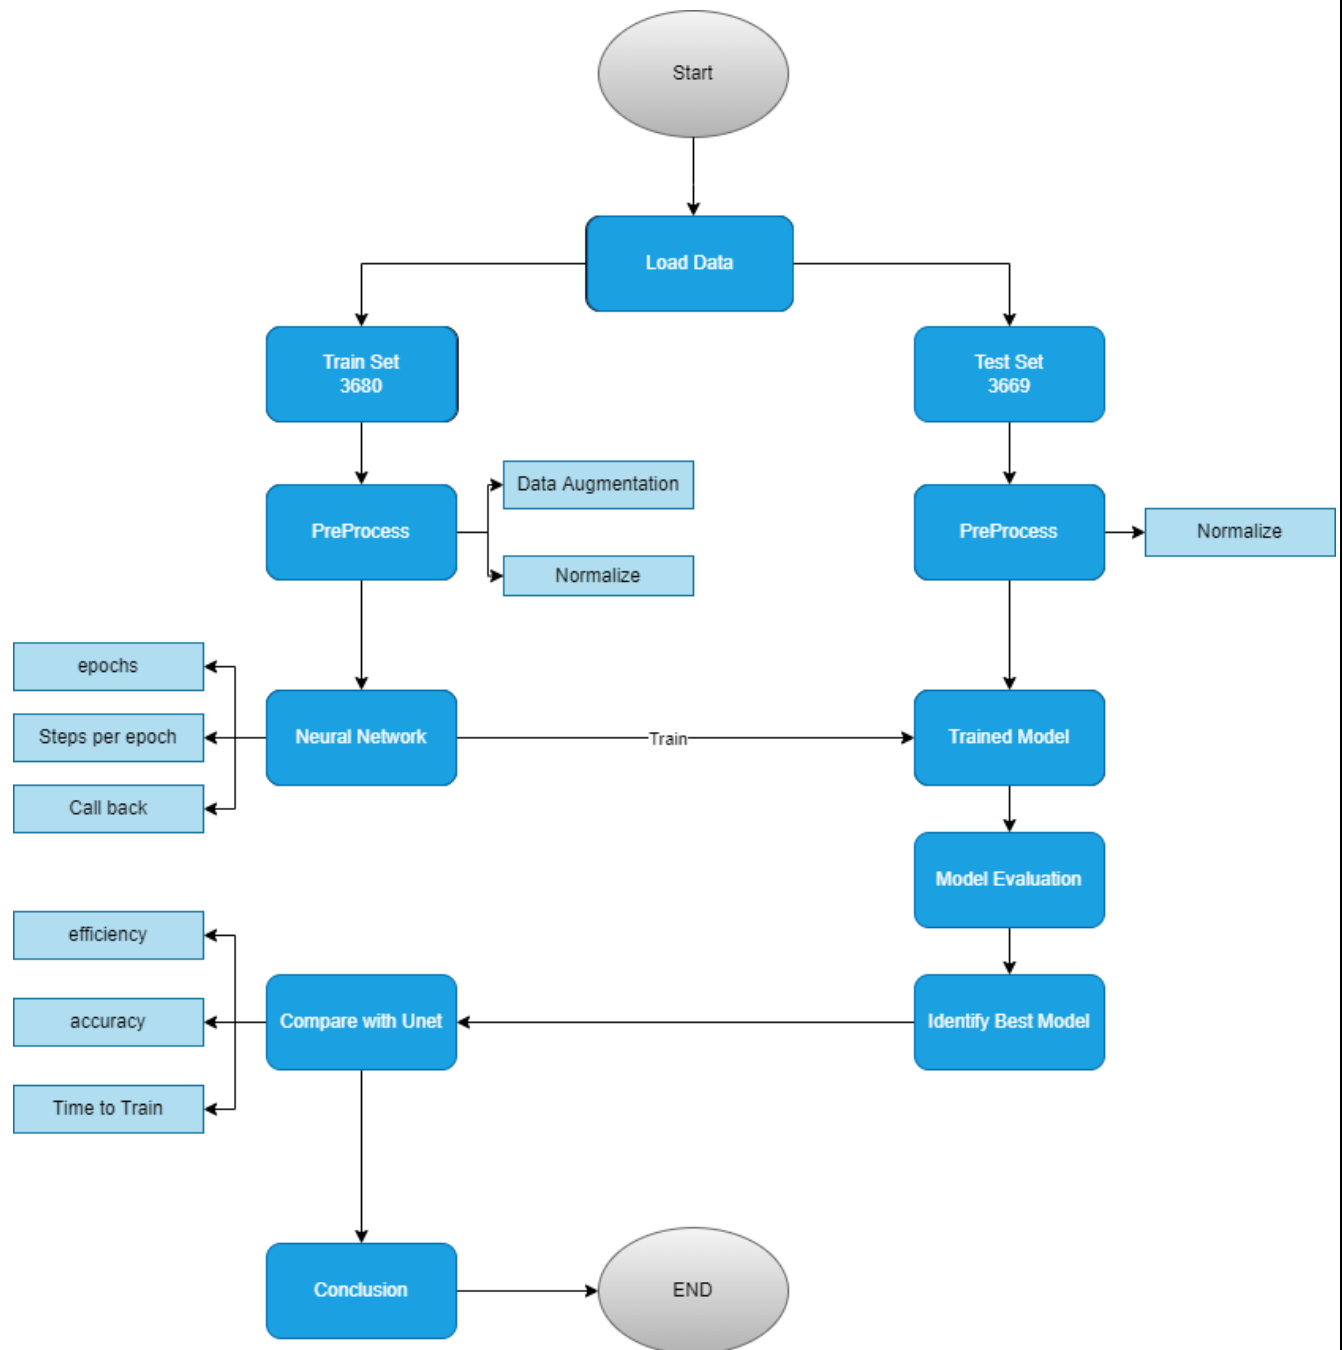 Start
Load Data
Train Set
3680
Test Set
3669
Data Augmentation
PreProcess
Normalize
PreProcess
Normalize
epochs
Steps per epoch
Call back
Neural Network
Train
Trained Model
Model Evaluation
efficiency
accuracy
Time to Train
Compare with Unet
Identify Best Model
Conclusion
END